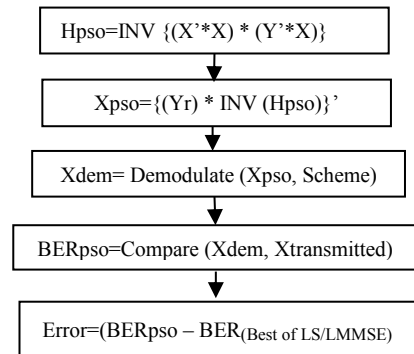 Hpso=INV {(X’*X) * (Y’*X)}
Xpso={(Yr) * INV (Hpso)}’
Xdem= Demodulate (Xpso, Scheme)
BERpso=Compare (Xdem, Xtransmitted)
Error=(BERpso – BER(Best of LS/LMMSE)